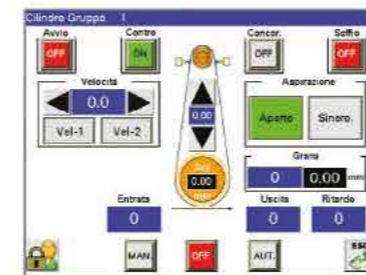 Cilindro Gruppo 1
Avvio Contro Concor. Soffio
OFF ON OFF OFF
Velocità Aspirazione
0.0 0.00 Aperto Sincro.
Vel-1 Vel-2
Grana
0.00 0 0.00 mm
Entrata Uscita Ritardo
0 0 0
MAN. OFF AUT. ESC